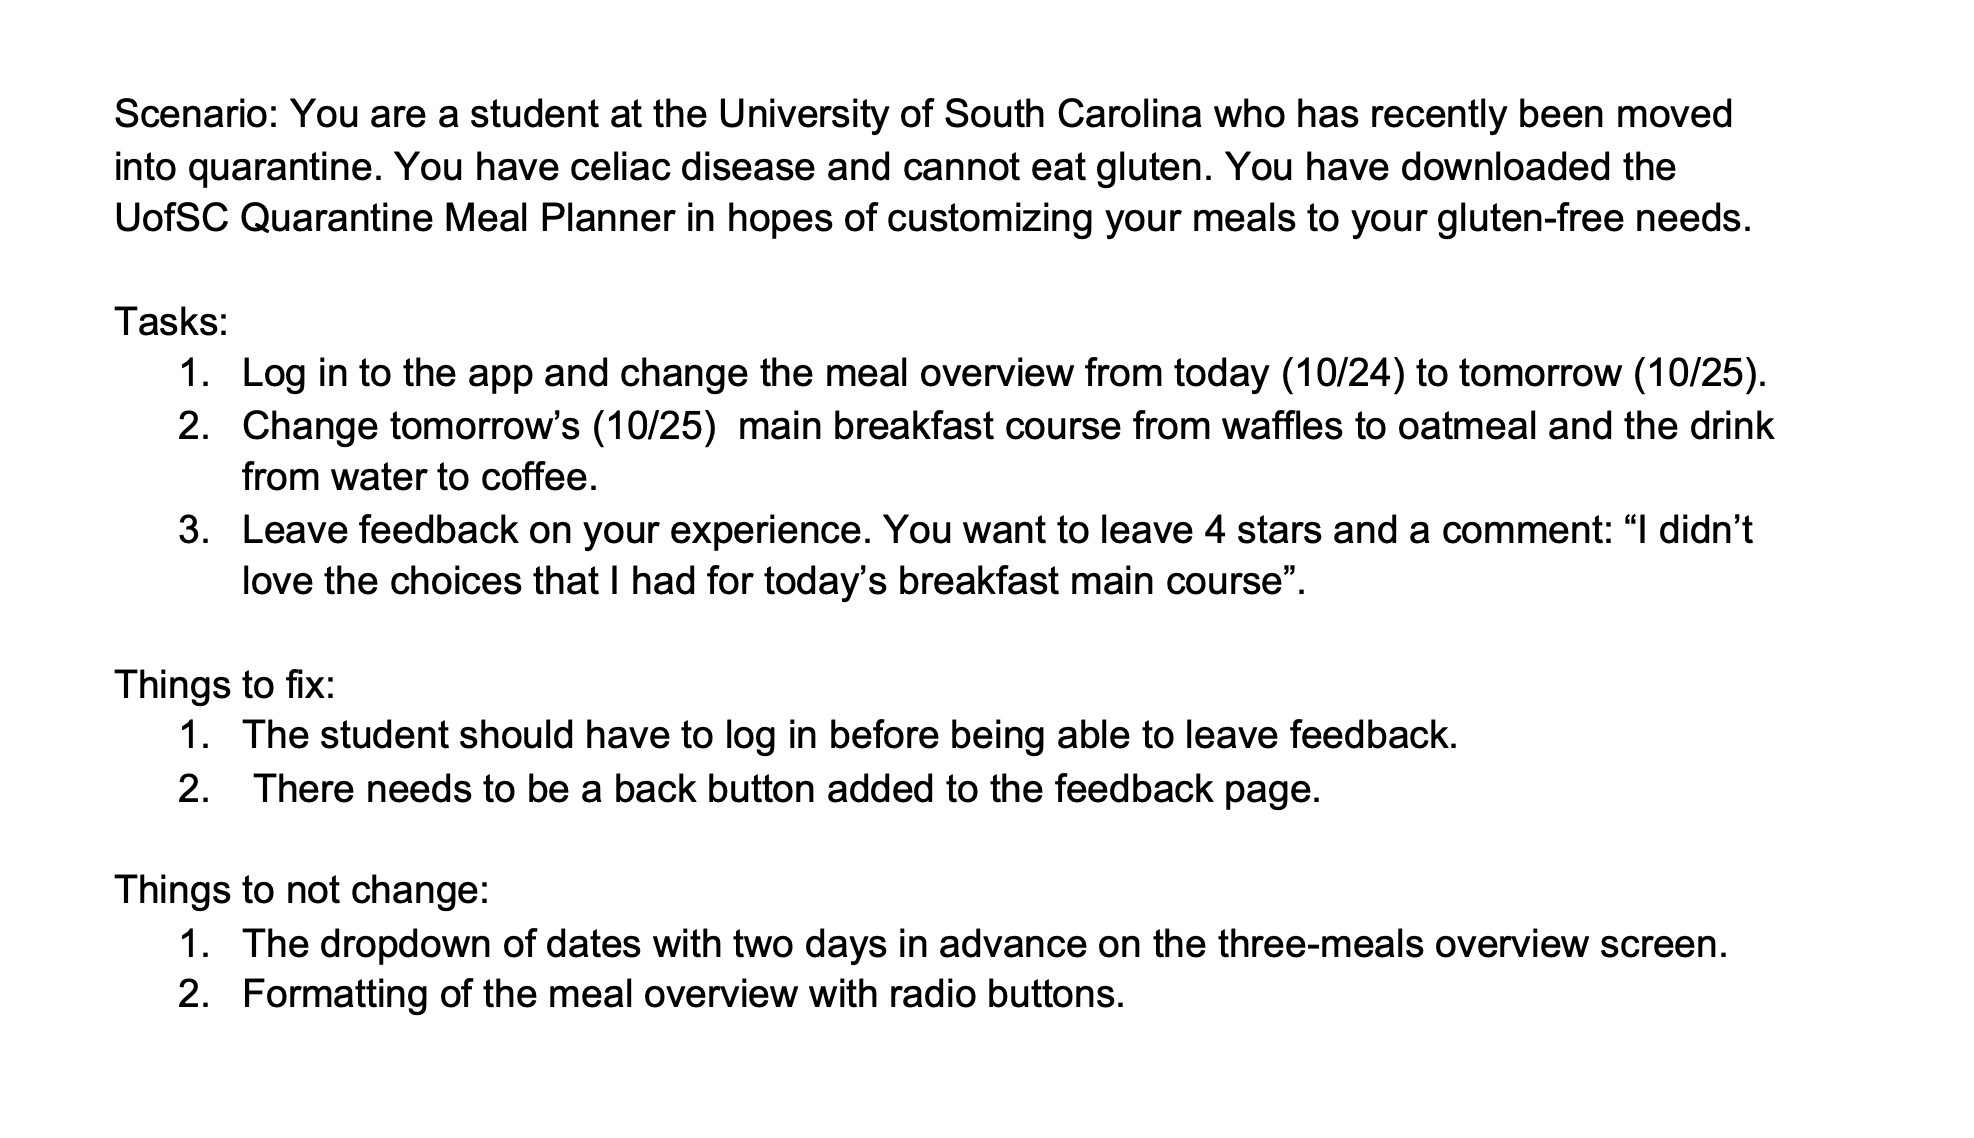 Scenario: You are a student at the University of South Carolina who has recently been moved
into quarantine. You have celiac disease and cannot eat gluten. You have downloaded the
UofSC Quarantine Meal Planner in hopes of customizing your meals to your gluten-free needs.
Tasks:
1. Log in to the app and change the meal overview from today (10/24) to tomorrow (10/25).
2. Change tomorrow’s (10/25)  main breakfast course from waffles to oatmeal and the drink
from water to coffee.
3. Leave feedback on your experience. You want to leave 4 stars and a comment: “I didn’t
love the choices that I had for today’s breakfast main course”.
Things to fix:
1. The student should have to log in before being able to leave feedback.
2.  There needs to be a back button added to the feedback page.
Things to not change:
1. The dropdown of dates with two days in advance on the three-meals overview screen.
2. Formatting of the meal overview with radio buttons.